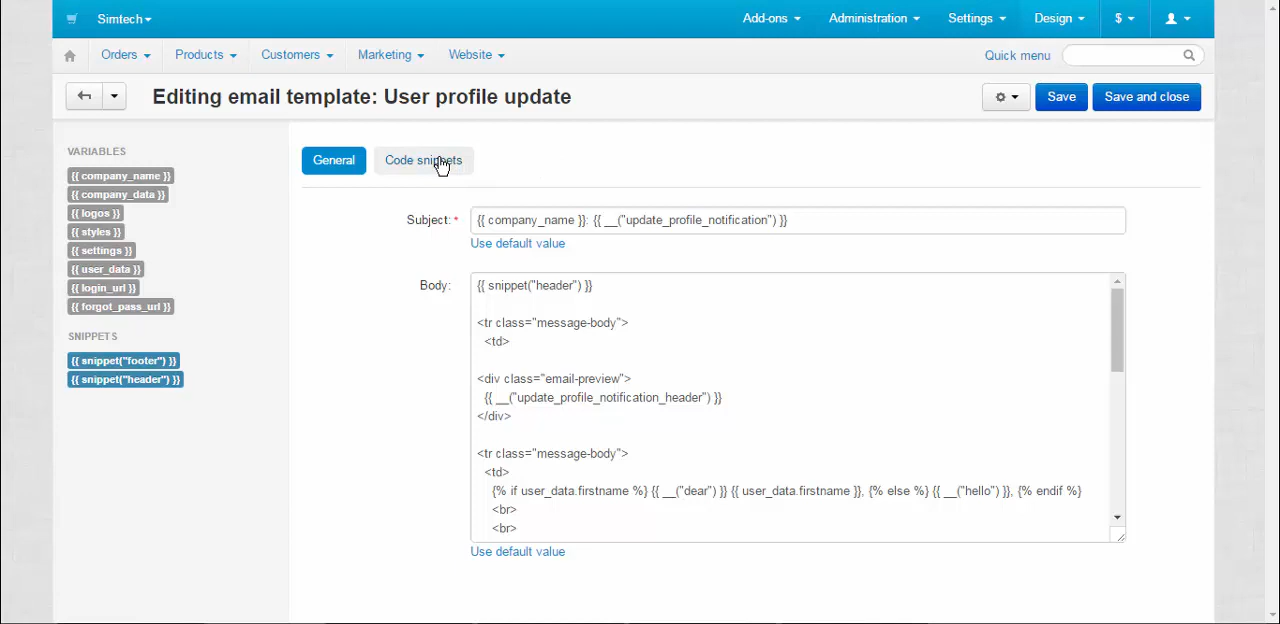 Simtech
Add-ons
Administration
Settings
Design
$
Orders
Products
Customers
Marketing
Website
Quick menu
Editing email template: User profile update
Save
Save and close
VARIABLES
{{ company_name }}
{{ company_data }}
{{ logos }}
{{ styles }}
{{ settings }}
{{ user_data }}
{{ login_url }}
{{ forgot_pass_url }}
SNIPPETS
{{ snippet("footer") }}
{{ snippet("header") }}
General
Code snippets
Subject: *
{{ company_name }}: {{ __("update_profile_notification") }}
Use default value
Body:
{{ snippet("header") }}
<tr class="message-body">
<td>
<div class="email-preview">
{{ __("update_profile_notification_header") }}
</div>
<tr class="message-body">
<td>
{% if user_data.firstname %} {{ __("dear") }} {{ user_data.firstname }}, {% else %} {{ __("hello") }}, {% endif %}
<br>
<br>
Use default value